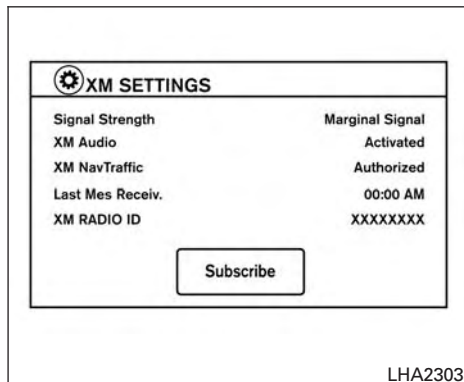 XM SETTINGS
Signal Strength Marginal Signal
XM Audio Activated
XM NavTraffic Authorized
Last Mes Receiv. 00:00 AM
XM RADIO ID XXXXXXXX
Subscribe
LHA2303